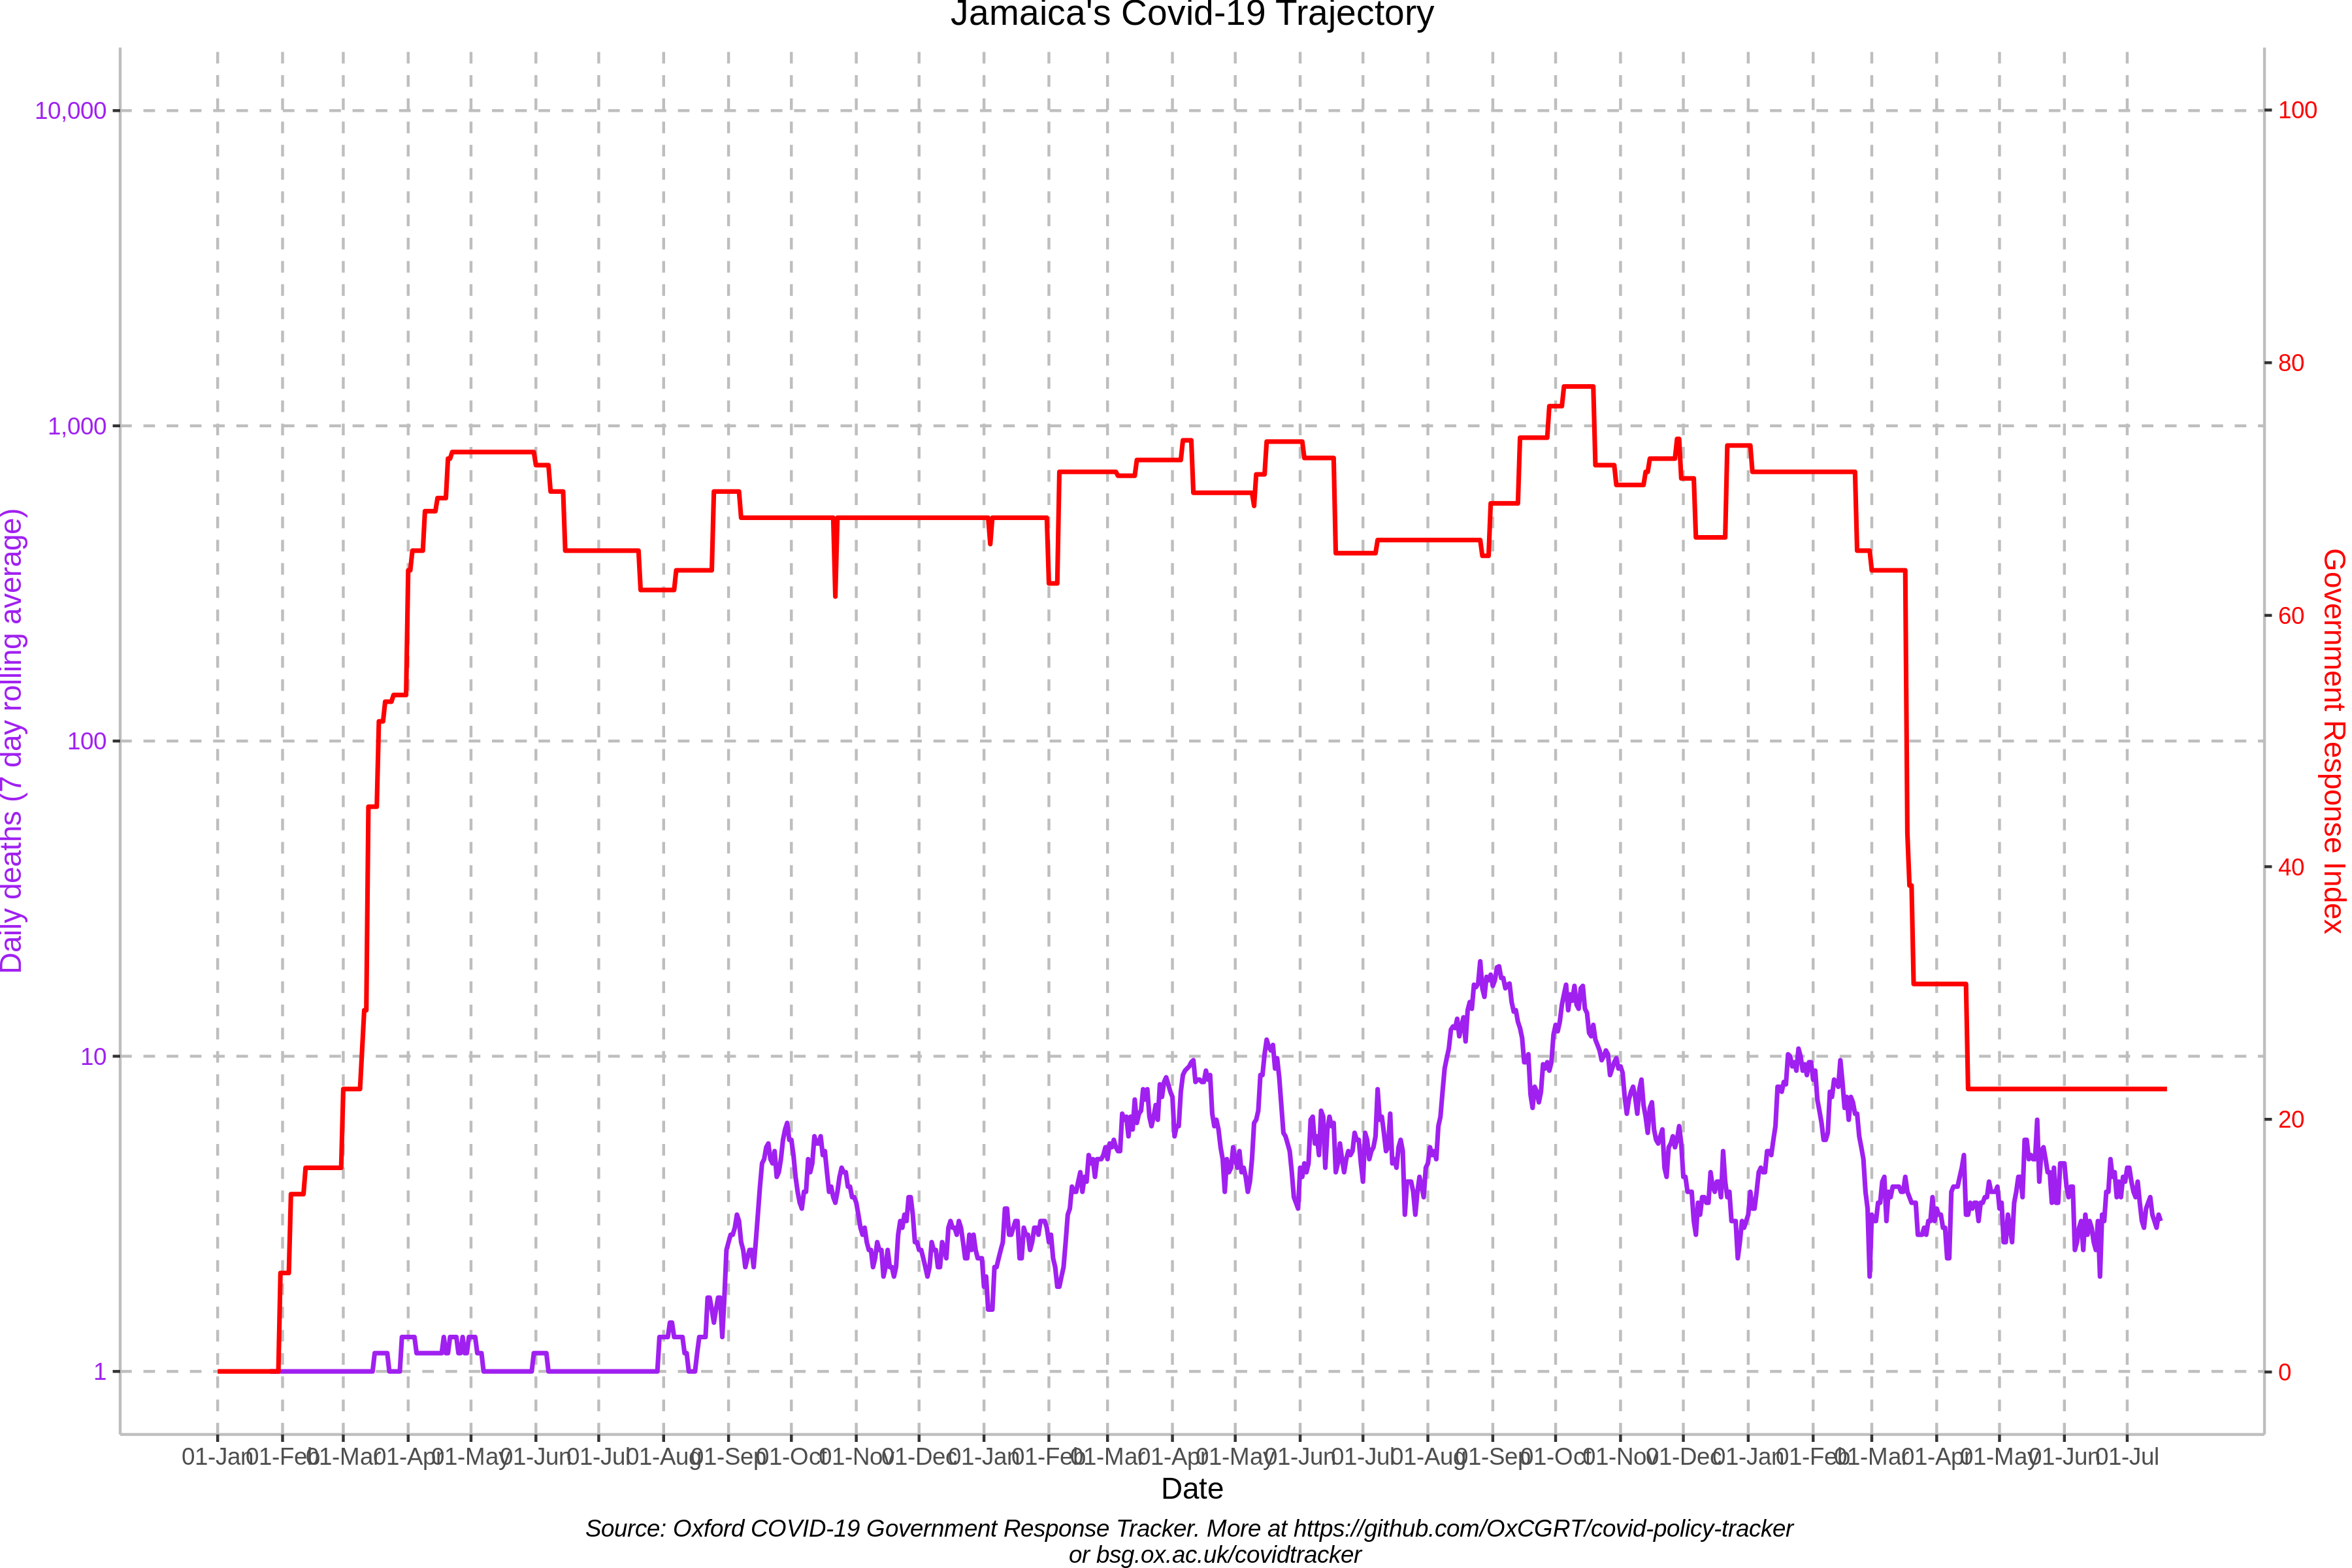 Jamaica's Covid-19 Trajectory
10,000
1,000
100
10
1
Daily deaths (7 day rolling average)
100
80
60
40
20
0
Government Response Index
01-Jan 01-Feb 01-Mar 01-Apr 01-May 01-Jun 01-Jul 01-Aug 01-Sep 01-Oct 01-Nov 01-Dec 01-Jan 01-Feb 01-Mar 01-Apr 01-May 01-Jun 01-Jul 01-Aug 01-Sep 01-Oct 01-Nov 01-Dec 01-Jan 01-Feb 01-Mar 01-Apr 01-May 01-Jun 01-Jul
Date
Source: Oxford COVID-19 Government Response Tracker. More at https://github.com/OxCGRT/covid-policy-tracker
or bsg.ox.ac.uk/covidtracker